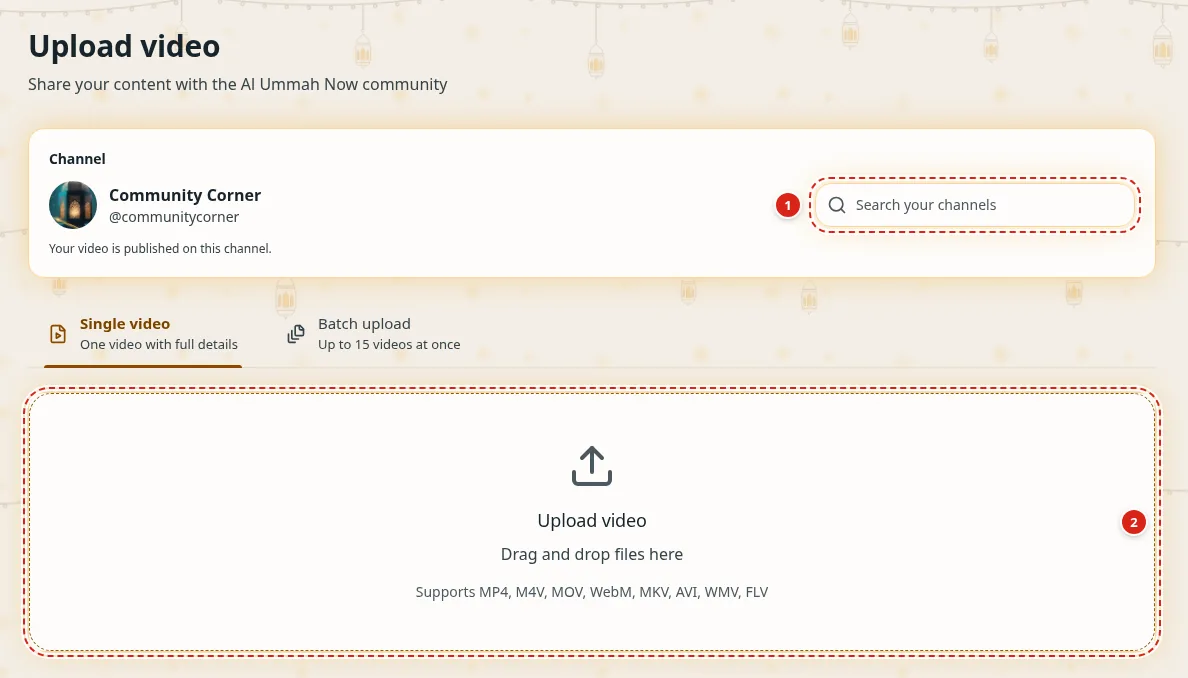 Upload video
Share your content with the Al Ummah Now community
Channel
Community Corner
@communitycorner
Your video is published on this channel.
1
Search your channels
Single video
One video with full details
Batch upload
Up to 15 videos at once
Upload video
2
Drag and drop files here
Supports MP4, M4V, MOV, WebM, MKV, AVI, WMV, FLV